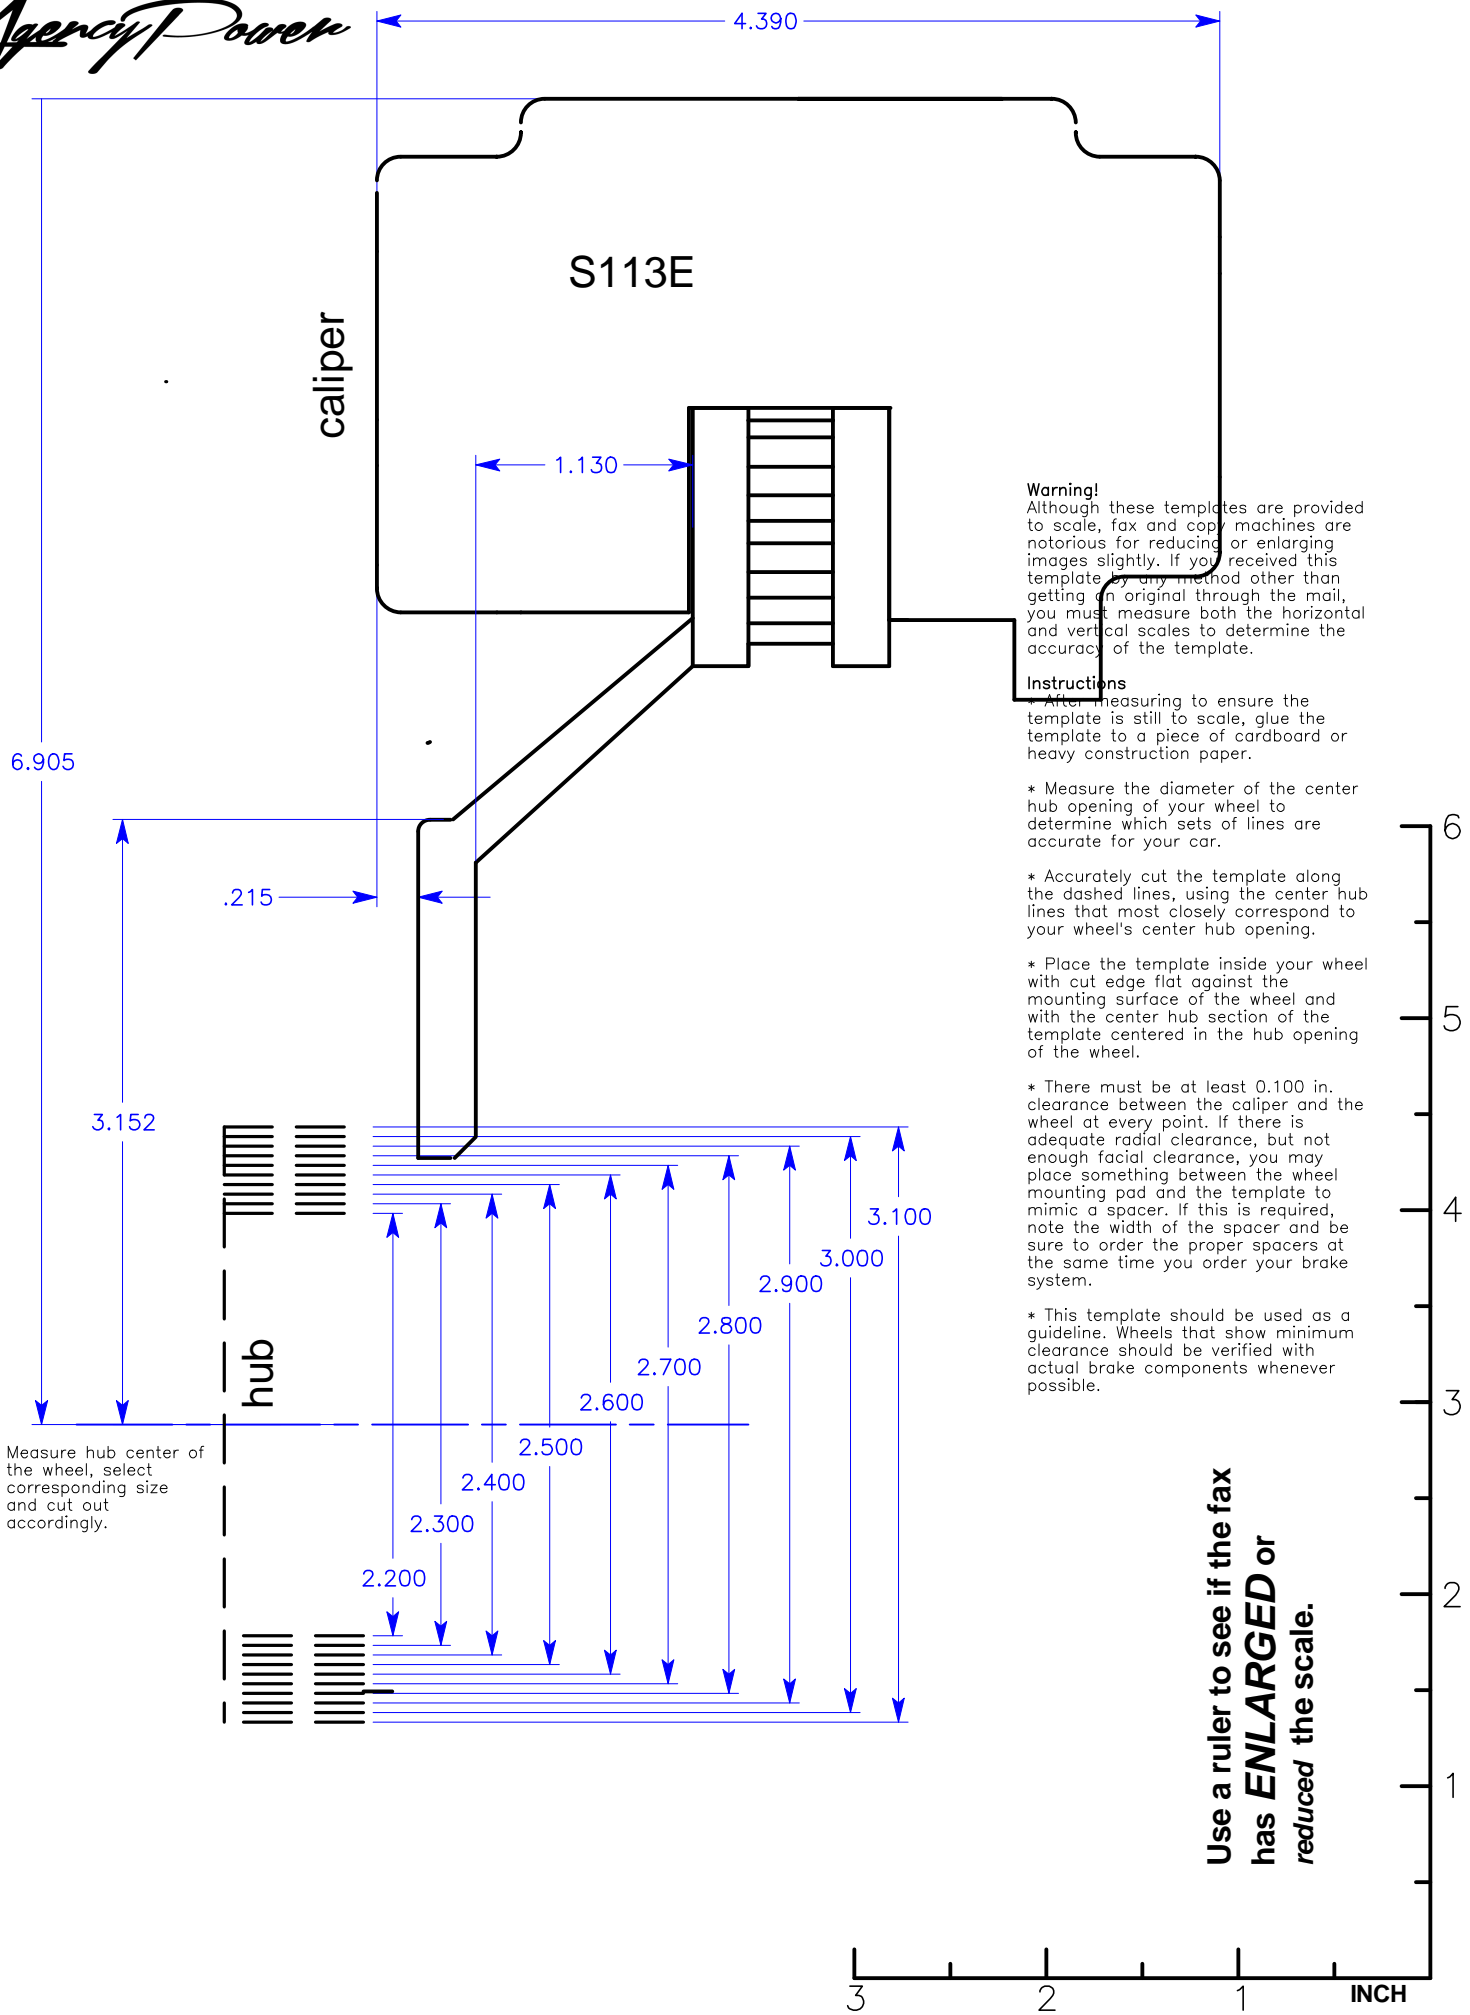 Agency Power
4.390
S113E
caliper
1.130
Warning!
Although these templates are provided
to scale, fax and copy machines are
notorious for reducing or enlarging
images slightly. If you received this
template by any method other than
getting an original through the mail,
you must measure both the horizontal
and vertical scales to determine the
accuracy of the template.
Instructions
* After measuring to ensure the
template is still to scale, glue the
template to a piece of cardboard or
heavy construction paper.
* Measure the diameter of the center
hub opening of your wheel to
determine which sets of lines are
accurate for your car.
* Accurately cut the template along
the dashed lines, using the center hub
lines that most closely correspond to
your wheel's center hub opening.
* Place the template inside your wheel
with cut edge flat against the
mounting surface of the wheel and
with the center hub section of the
template centered in the hub opening
of the wheel.
* There must be at least 0.100 in.
clearance between the caliper and the
wheel at every point. If there is
adequate radial clearance, but not
enough facial clearance, you may
place something between the wheel
mounting pad and the template to
mimic a spacer. If this is required,
note the width of the spacer and be
sure to order the proper spacers at
the same time you order your brake
system.
* This template should be used as a
guideline. Wheels that show minimum
clearance should be verified with
actual brake components whenever
possible.
6.905
.215
3.152
3.100
3.000
2.900
2.800
2.700
2.600
2.500
2.400
2.300
2.200
hub
Measure hub center of
the wheel, select
corresponding size
and cut out
accordingly.
Use a ruler to see if the fax
has ENLARGED or
reduced the scale.
6
5
4
3
2
1
3
2
1
INCH